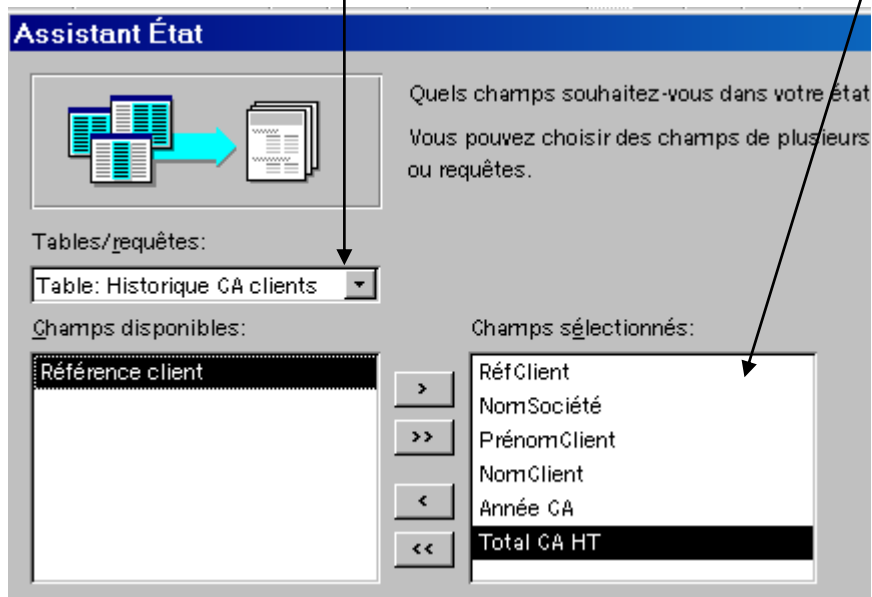 Assistant État
Quels champs souhaitez-vous dans votre état
Vous pouvez choisir des champs de plusieurs
ou requêtes.
Tables/requêtes:
Table: Historique CA clients
Champs disponibles:
Champs sélectionnés:
Référence client
RéfClient
NomSociété
PrénomClient
NomClient
Année CA
Total CA HT
>
>>
<
<<